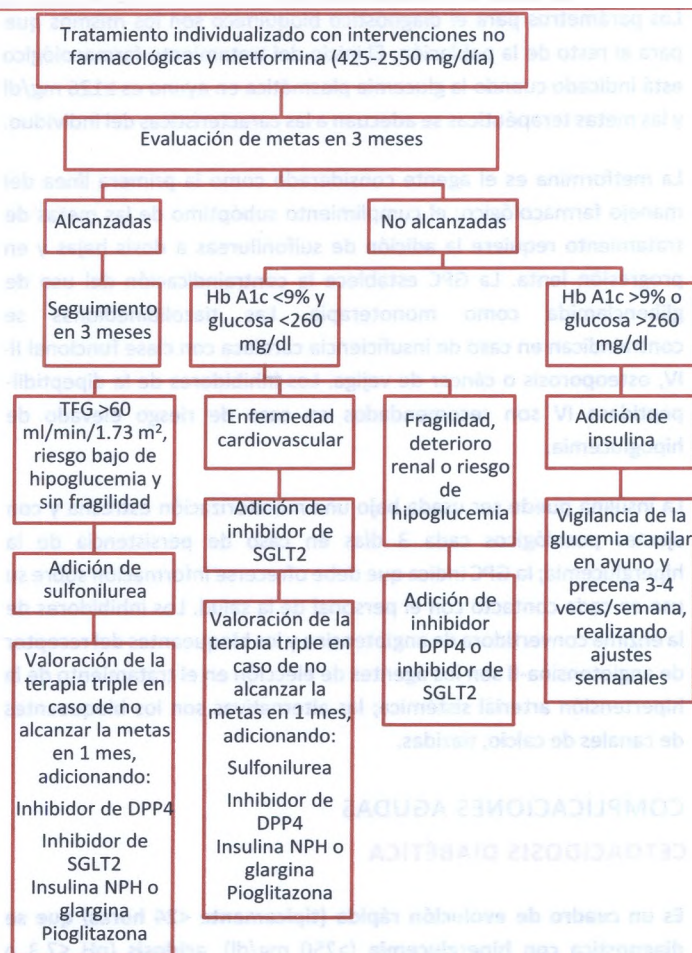 Tratamiento individualizado con intervenciones no
farmacológicas y metformina (425-2550 mg/día)
Evaluación de metas en 3 meses
Alcanzadas
No alcanzadas
Seguimiento
en 3 meses
Hb A1c <9% y
glucosa <260
mg/dl
Hb A1c >9% o
glucosa >260
mg/dl
TFG >60
ml/min/1.73 m²,
riesgo bajo de
hipoglucemia y
sin fragilidad
Enfermedad
cardiovascular
Fragilidad,
deterioro
renal o riesgo
de
hipoglucemia
Adición de
insulina
Adición de
sulfonilurea
Adición de
inhibidor de
SGLT2
Adición de
inhibidor
DPP4 o
inhibidor de
SGLT2
Vigilancia de la
glucemia capilar
en ayuno y
precena 3-4
veces/semana,
realizando
ajustes
semanales
Valoración de la
terapia triple en
caso de no
alcanzar la metas
en 1 mes,
adicionando:
Inhibidor de DPP4
Inhibidor de
SGLT2
Insulina NPH o
glargina
Pioglitazona
Valoración de la
terapia triple en
caso de no
alcanzar la
metas en 1 mes,
adicionando:
Sulfonilurea
Inhibidor de
DPP4
Insulina NPH o
glargina
Pioglitazona